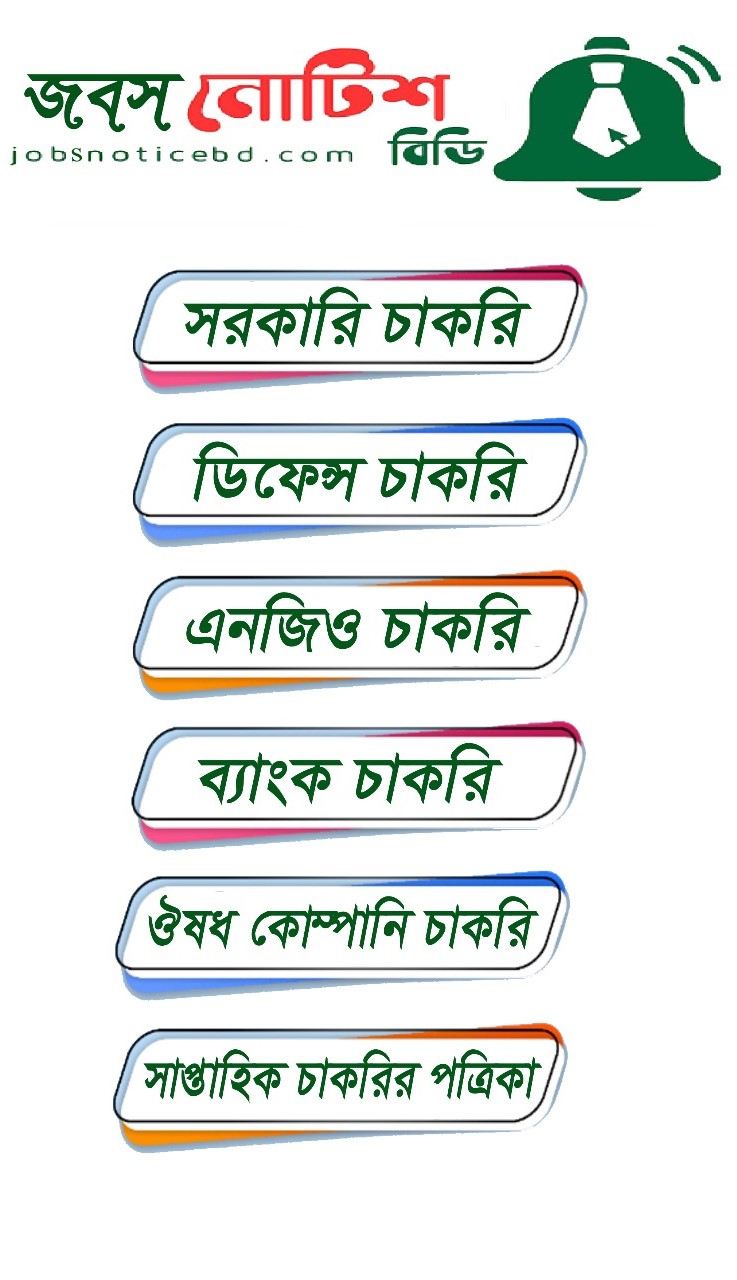 জবস নোটিশ
jobsnoticebd.com বিডি
সরকারি চাকরি
ডিফেন্স চাকরি
এনজিও চাকরি
ব্যাংক চাকরি
ঔষধ কোম্পানি চাকরি
সাপ্তাহিক চাকরির পত্রিকা